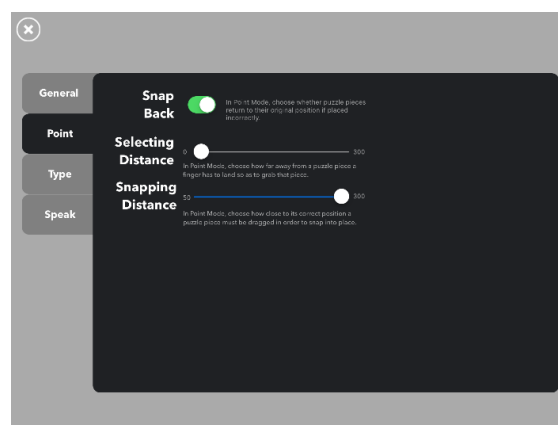 General
Point
Type
Speak
Snap
Back
In Point Mode, choose whether puzzle pieces
return to their original position if placed
incorrectly.
Selecting
Distance
0
300
In Point Mode, choose how far away from a puzzle piece a
finger has to land so as to grab that piece.
Snapping
Distance
50
300
In Point Mode, choose how close to its correct position a
puzzle piece must be dragged in order to snap into place.